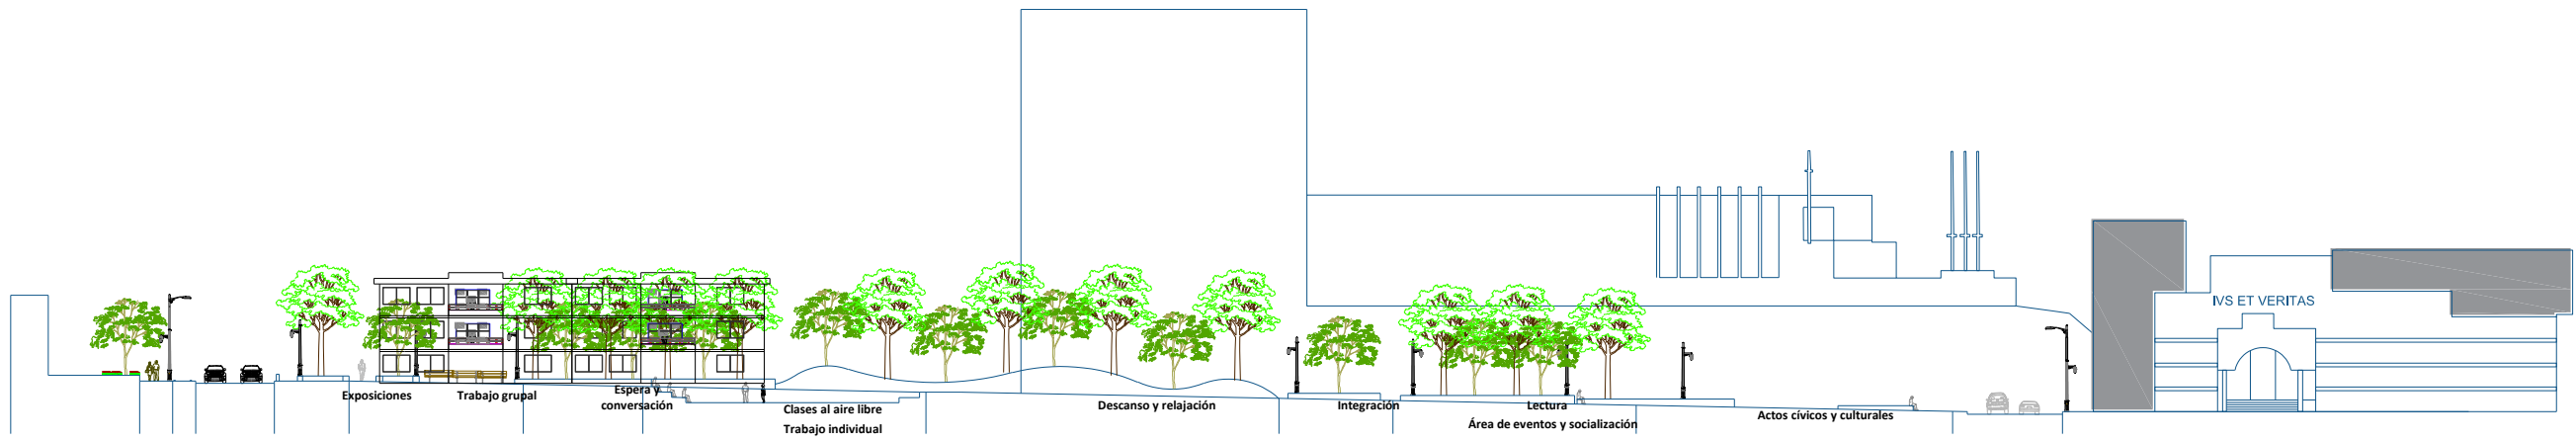 IVS ET VERITAS
Exposiciones
Trabajo grupal
Espera y
conversación
Clases al aire libre
Trabajo individual
Descanso y relajación
Integración
Lectura
Área de eventos y socialización
Actos cívicos y culturales